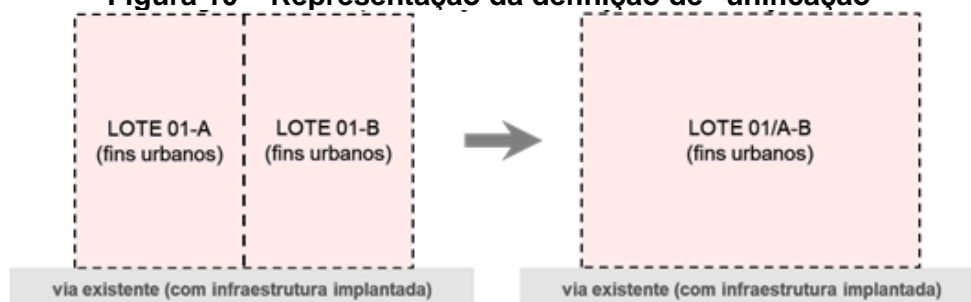 Figura 10 – Representação da definição de "unificação"
LOTE 01-A
(fins urbanos)
LOTE 01-B
(fins urbanos)
LOTE 01/A-B
(fins urbanos)
via existente (com infraestrutura implantada)
via existente (com infraestrutura implantada)